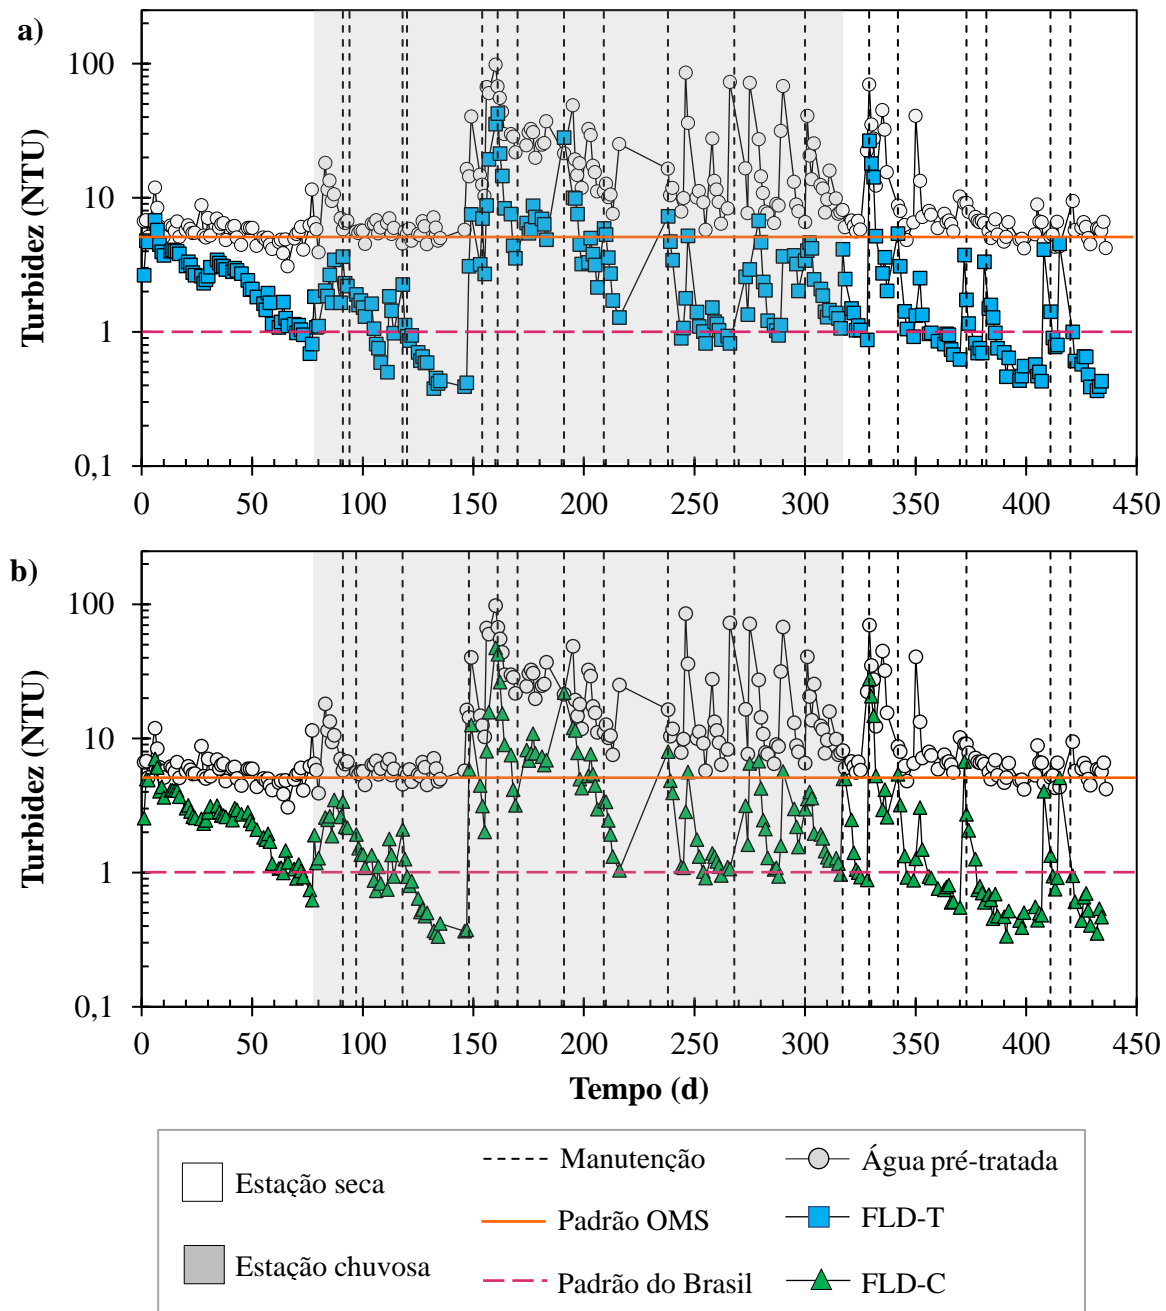 a)
Turbidez (NTU)
100
10
1
0,1
0 50 100 150 200 250 300 350 400 450
b)
Turbidez (NTU)
100
10
1
0,1
0 50 100 150 200 250 300 350 400 450
Tempo (d)
Estação seca
Estação chuvosa
Manutenção
Padrão OMS
Padrão do Brasil
Água pré-tratada
FLD-T
FLD-C